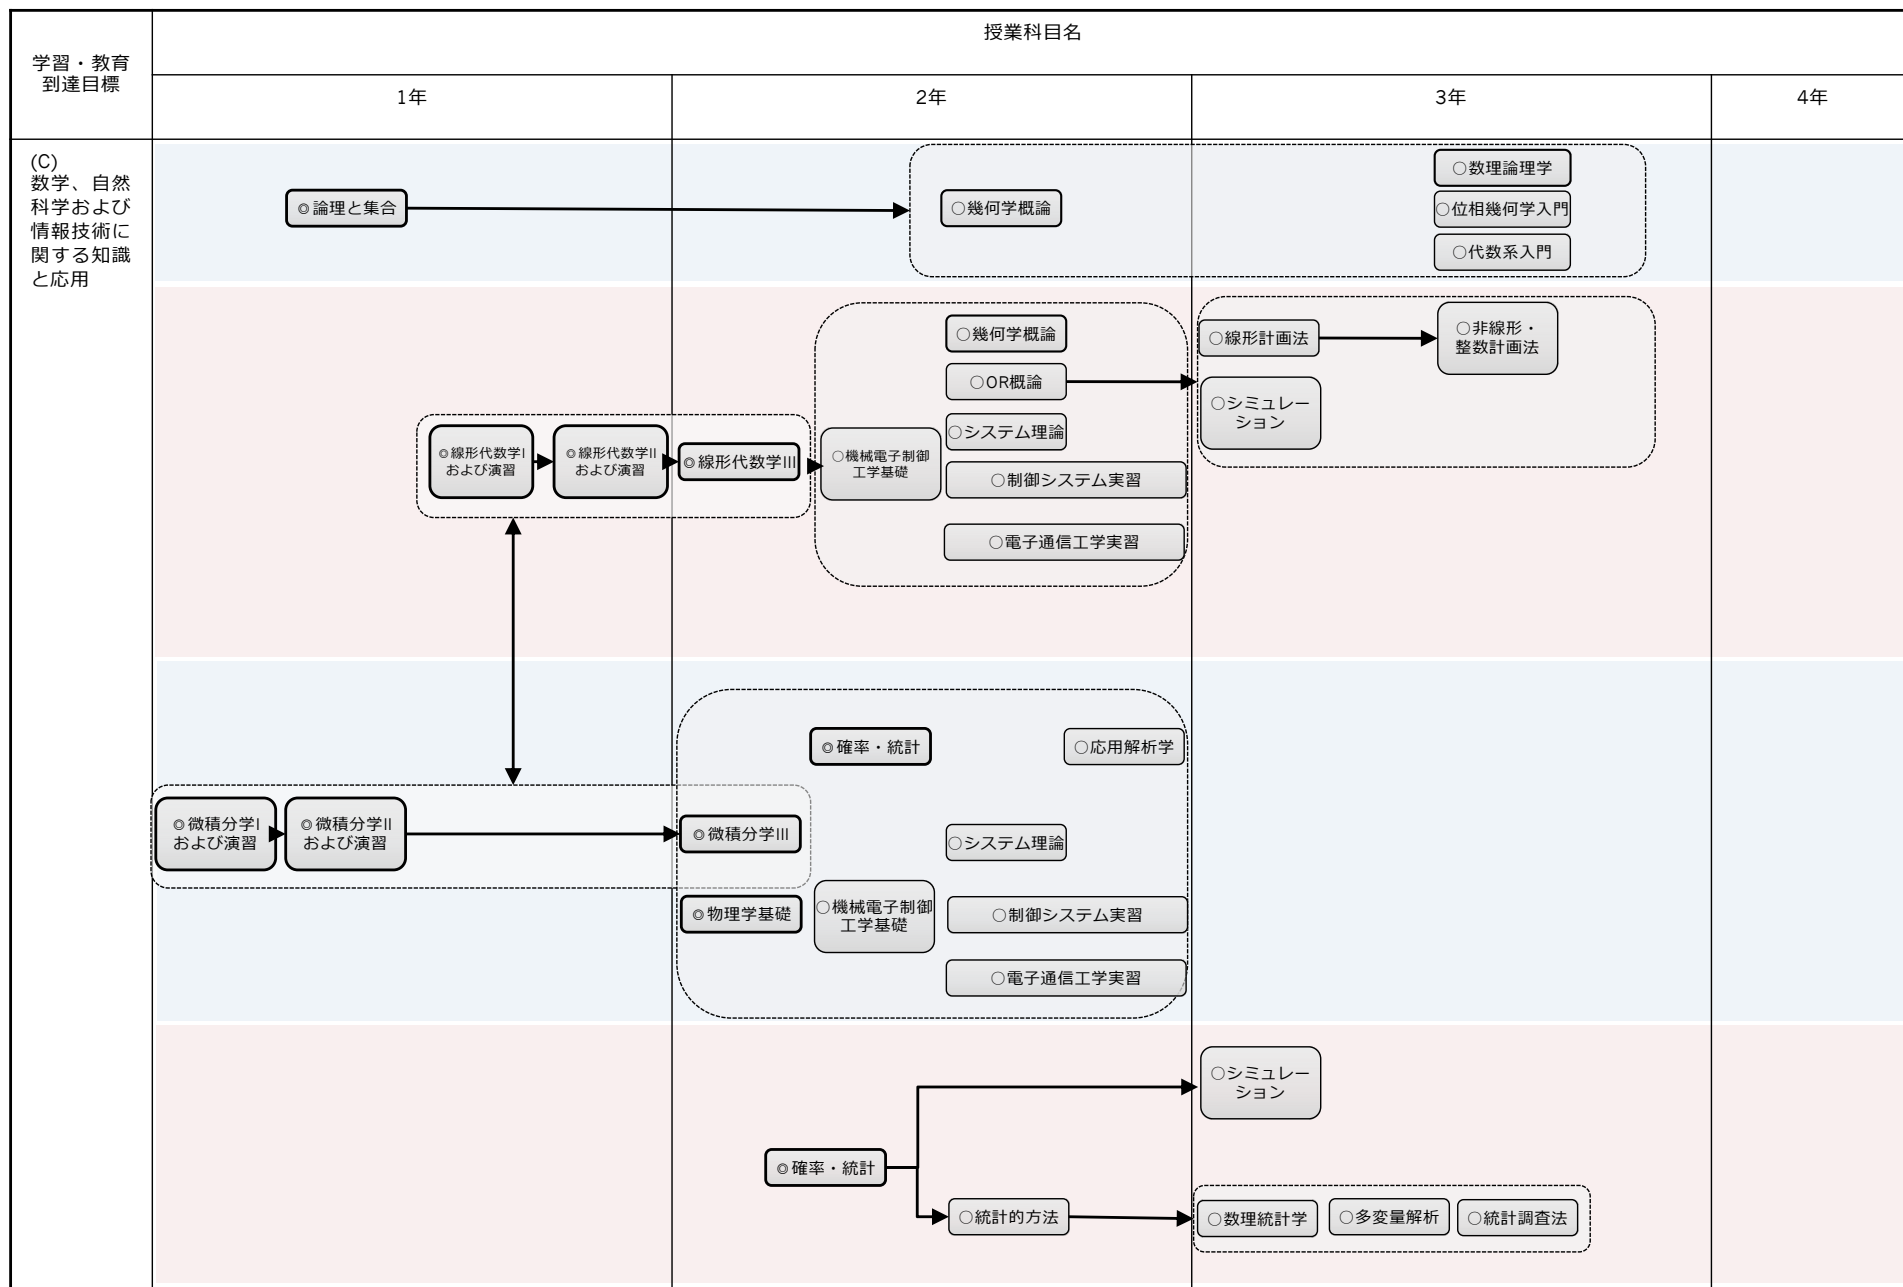 授業科目名
学習・教育
到達目標
1年
2年
3年
4年
(C)
数学、自然
科学および
情報技術に
関する知識
と応用
◎論理と集合
○幾何学概論
○数理論理学
○位相幾何学入門
○代数系入門
○幾何学概論
○OR概論
○システム理論
○制御システム実習
○電子通信工学実習
○線形計画法
○非線形・
整数計画法
○シミュレー
ション
◎線形代数学I
および演習
◎線形代数学II
および演習
◎線形代数学III
○機械電子制御
工学基礎
◎確率・統計
○応用解析学
◎微積分学I
および演習
◎微積分学II
および演習
◎微積分学III
○システム理論
◎物理学基礎
○機械電子制御
工学基礎
○制御システム実習
○電子通信工学実習
○シミュレー
ション
◎確率・統計
○統計的方法
○数理統計学
○多変量解析
○統計調査法